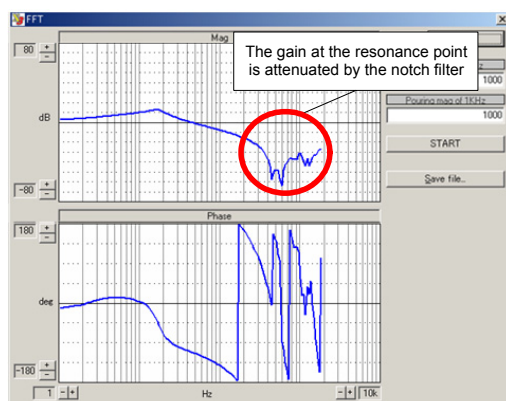 FFT
Mag
The gain at the resonance point
is attenuated by the notch filter
80
dB
-80
1000
Pouring mag of 1KHz
1000
START
Save file..
Phase
180
deg
-180
1
Hz
10k